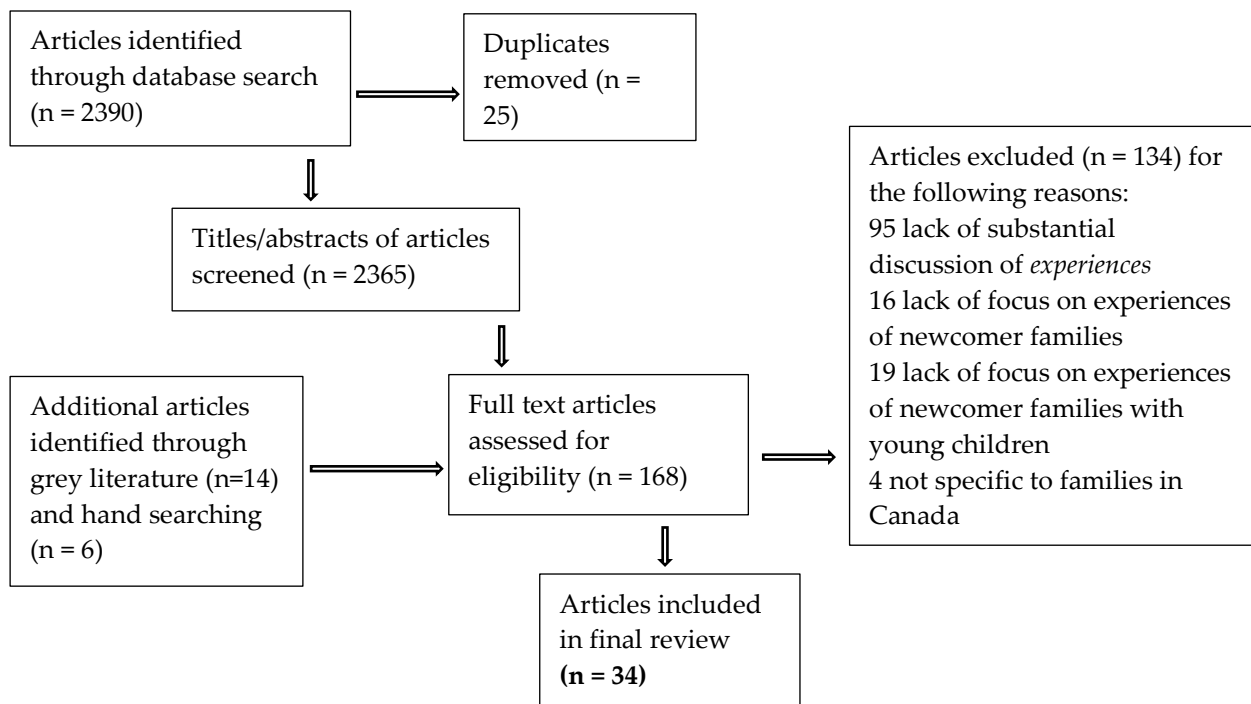 Articles identified
through database search
(n = 2390)
Duplicates
removed (n =
25)
Titles/abstracts of articles
screened (n = 2365)
Additional articles
identified through
grey literature (n=14)
and hand searching
(n = 6)
Full text articles
assessed for
eligibility (n = 168)
Articles excluded (n = 134) for
the following reasons:
95 lack of substantial
discussion of experiences
16 lack of focus on experiences
of newcomer families
19 lack of focus on experiences
of newcomer families with
young children
4 not specific to families in
Canada
Articles included
in final review
(n = 34)